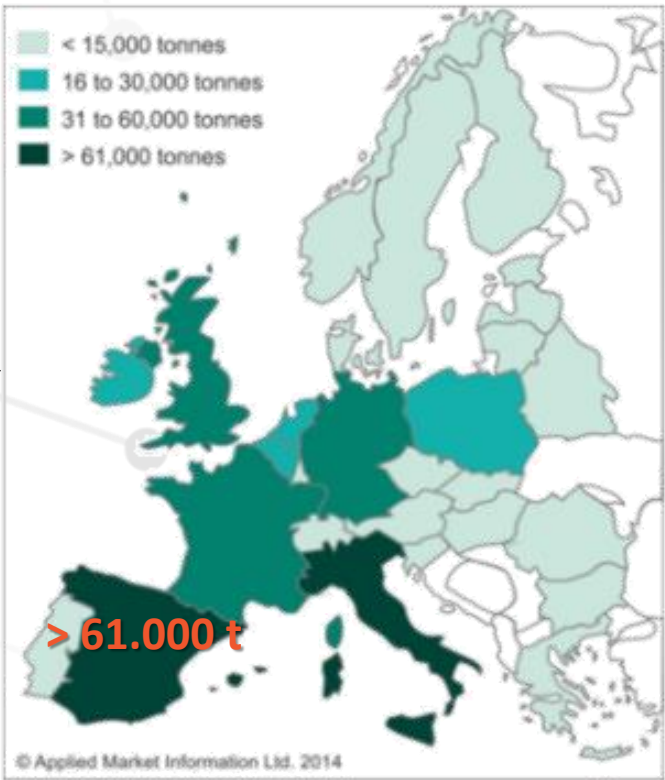 < 15,000 tonnes
16 to 30,000 tonnes
31 to 60,000 tonnes
> 61,000 tonnes
> 61.000 t
© Applied Market Information Ltd. 2014